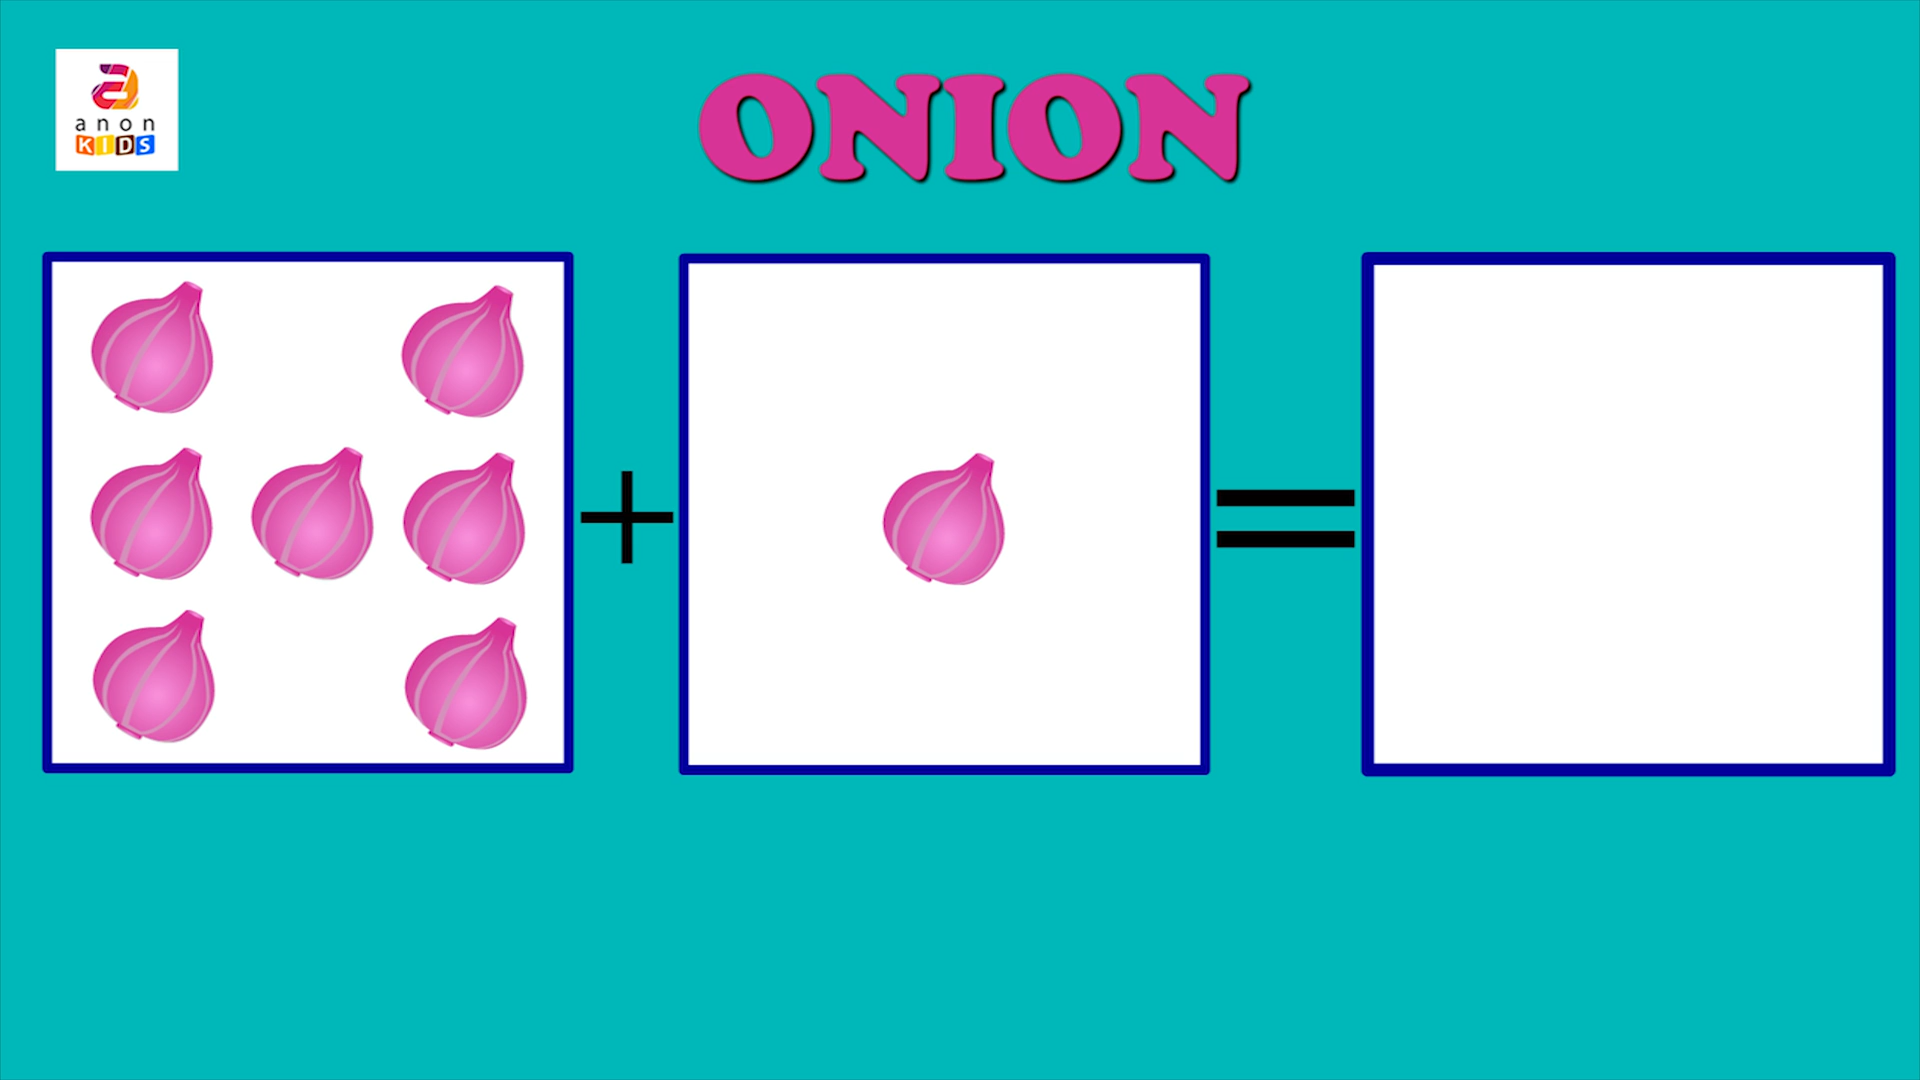 anon
KIDS
ONION
+
=